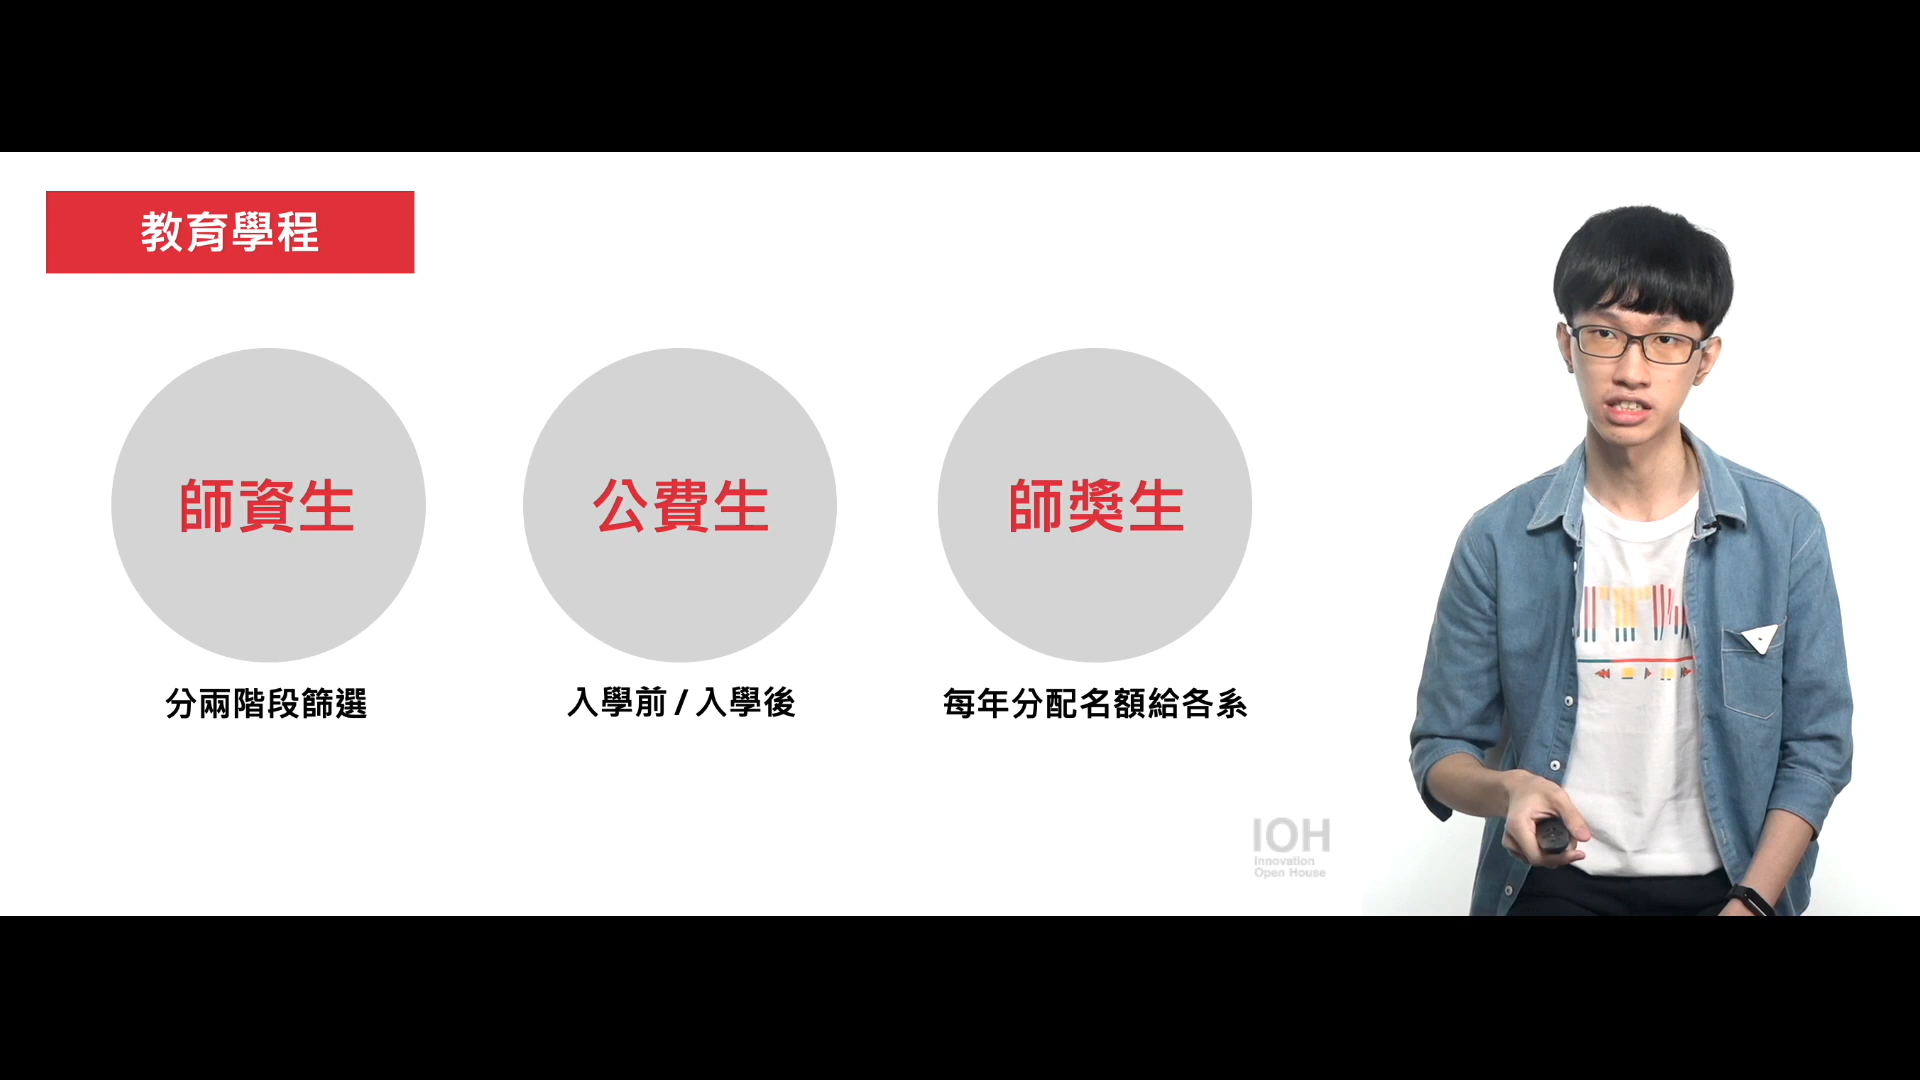 教育學程
師資生
公費生
師獎生
分兩階段篩選
入學前 / 入學後
每年分配名額給各系
IOH
Innovation
Open House